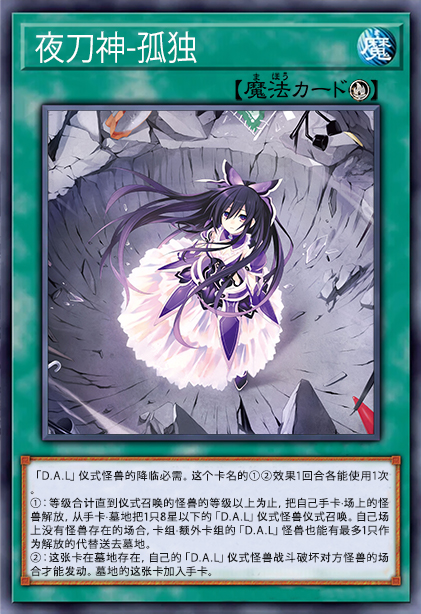 夜刀神-孤独
魔
まほう
【魔法カード】
「D.A.L」仪式怪兽的降临必需。这个卡名的①②效果1回合各能使用1次
。
①：等级合计直到仪式召唤的怪兽的等级以上为止，把自己手卡·场上的怪
兽解放，从手卡·墓地把1只8星以下的「D.A.L」仪式怪兽仪式召唤。自己场
上没有怪兽存在的场合，卡组·额外卡组的「D.A.L」怪兽也能有最多1只作
为解放的代替送去墓地。
②：这张卡在墓地存在，自己的「D.A.L」仪式怪兽战斗破坏对方怪兽的场
合才能发动。墓地的这张卡加入手卡。